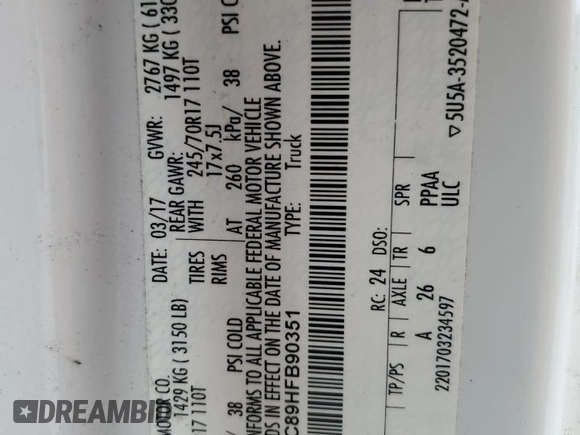 MOTOR CO.
DATE: 03/17 GVWR: 2767 KG ( 61
1429 KG ( 3150 LB) REAR GAWR: 1497 KG ( 330
17 110T TIRES WITH 245/70R17 110T
RIMS 17x7.5J
/ 38 PSI COLD AT 260 kPa/ 38 PSI C
NFORMS TO ALL APPLICABLE FEDERAL MOTOR VEHICLE
DS IN EFFECT ON THE DATE OF MANUFACTURE SHOWN ABOVE.
C89HFB90351 TYPE: Truck
RC: 24 DSO:
TP/PS R AXLE TR SPR
A 26 6 PPAA
2201703234597 ULC
▽5U5A-3520472-
DREAMBI